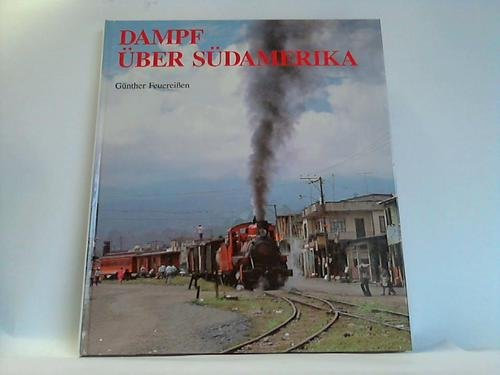 DAMPF
ÜBER SÜDAMERIKA
Günther Feuereißen